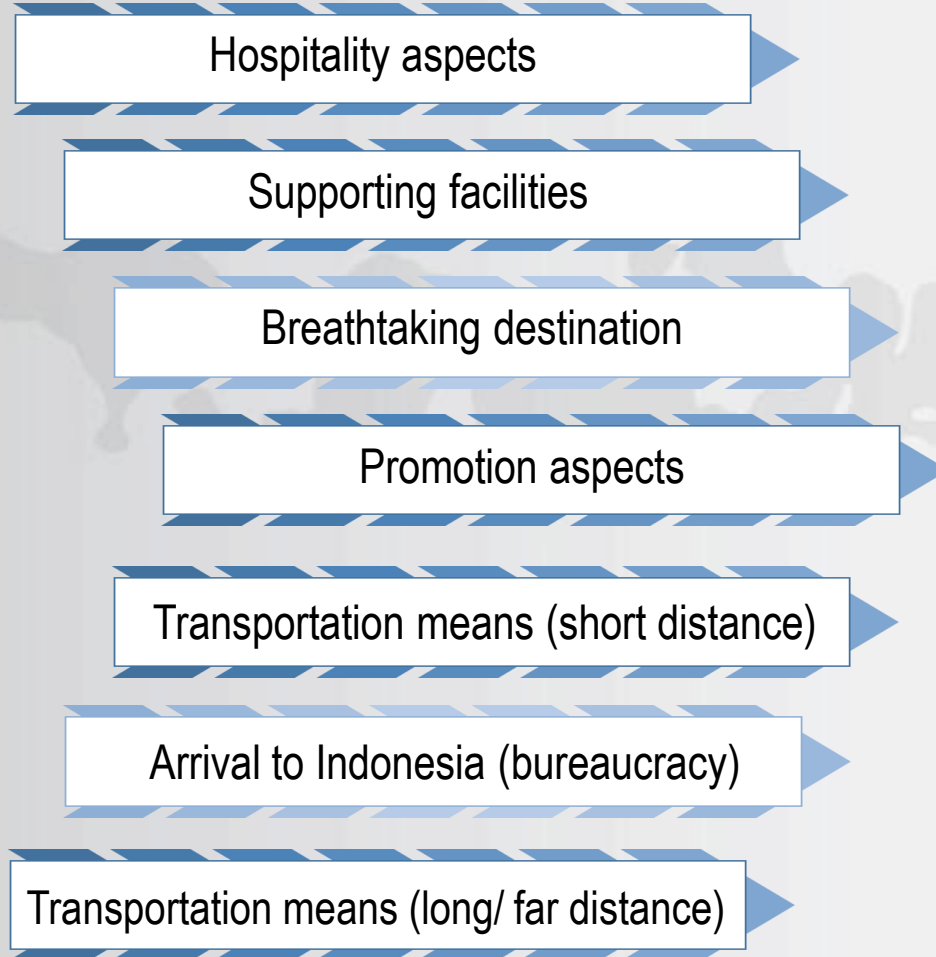 Hospitality aspects
Supporting facilities
Breathtaking destination
Promotion aspects
Transportation means (short distance)
Arrival to Indonesia (bureaucracy)
Transportation means (long/ far distance)